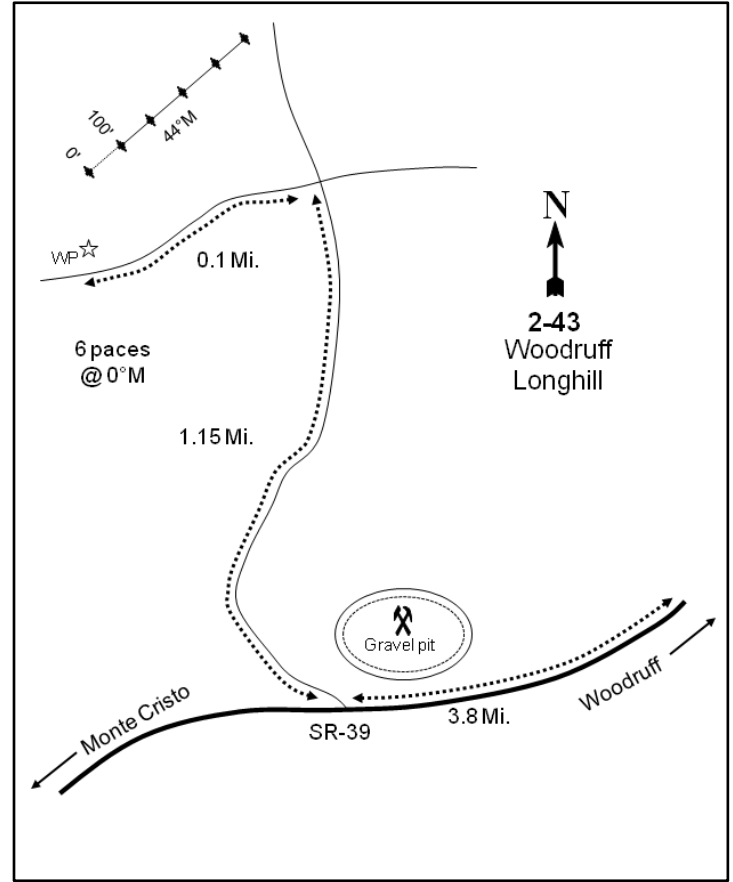 0'
100'
44°M
WP
0.1 Mi.
N
2-43
Woodruff
Longhill
6 paces
@ 0°M
1.15 Mi.
Gravel pit
Monte Cristo
SR-39
3.8 Mi.
Woodruff